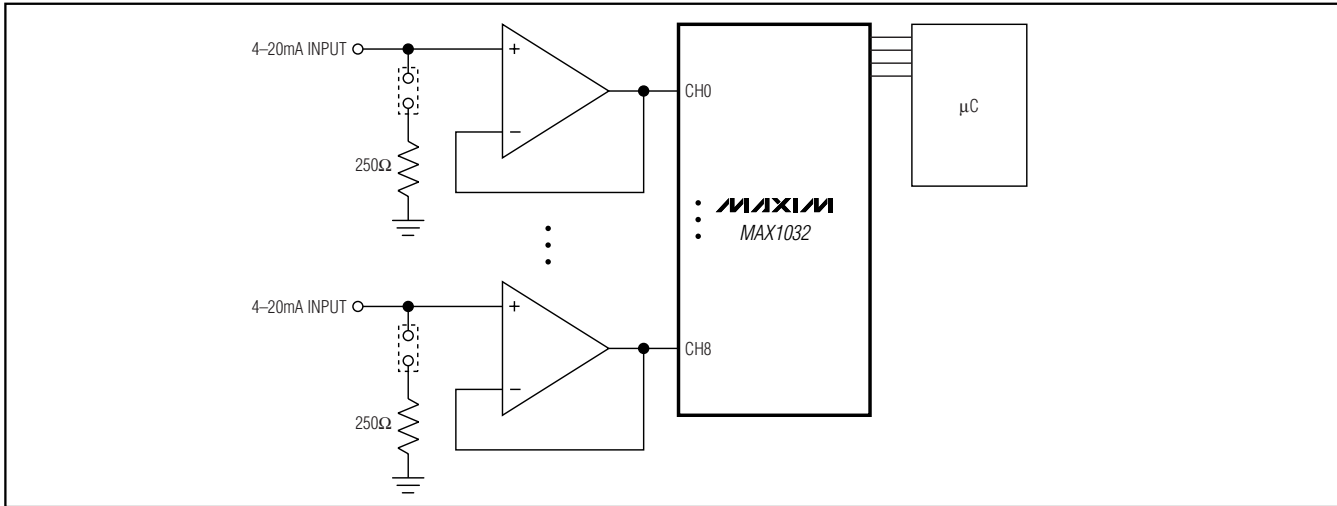 4–20mA INPUT
+
−
250Ω
CH0
μC
MAXIM
MAX1032
4–20mA INPUT
+
−
250Ω
CH8